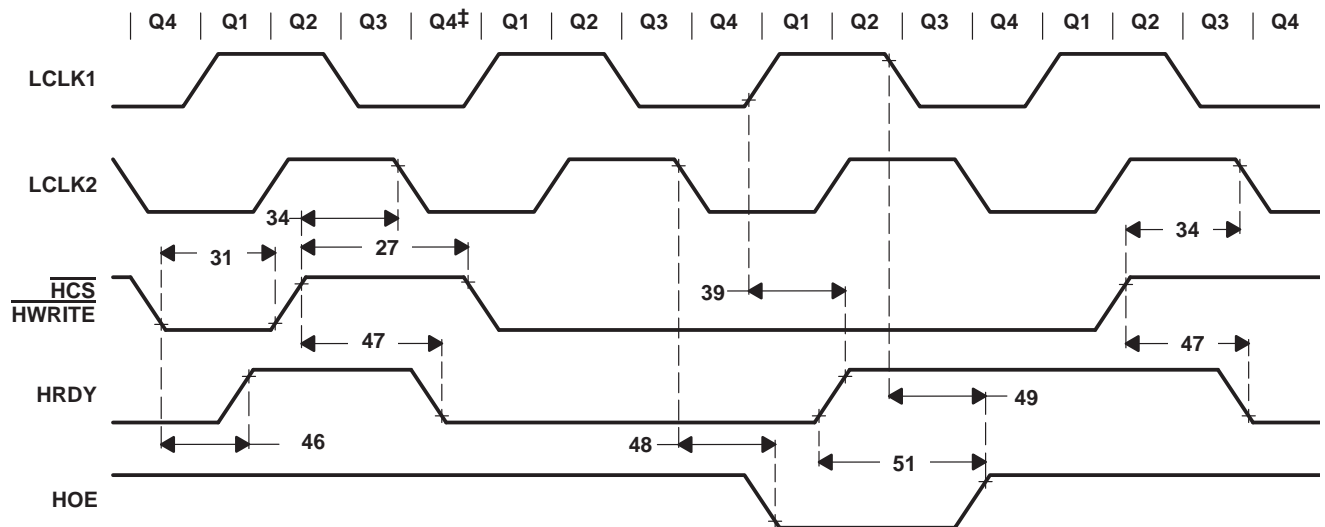 Q4 Q1 Q2 Q3 Q4‡ Q1 Q2 Q3 Q4 Q1 Q2 Q3 Q4 Q1 Q2 Q3 Q4
LCLK1
LCLK2
34
31
27
34
HCS
HWRITE
39
47
47
HRDY
49
46
48
51
HOE